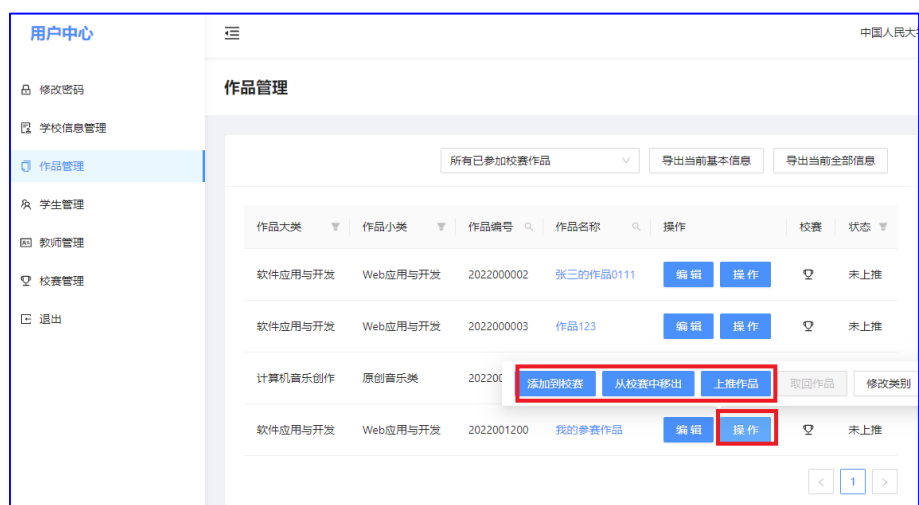 用户中心
中国人民大
修改密码
作品管理
学校信息管理
作品管理
所有已参加校赛作品 导出当前基本信息 导出当前全部信息
学生管理
作品大类 作品小类 作品编号 作品名称 操作 校赛 状态
教师管理
软件应用与开发 Web应用与开发 2022000002 张三的作品0111 编辑 操作 未上推
校赛管理
退出
软件应用与开发 Web应用与开发 2022000003 作品123 编辑 操作 未上推
计算机音乐创作 原创音乐类 202200 添加到校赛 从校赛中移出 上推作品 取回作品 修改类别
软件应用与开发 Web应用与开发 2022001200 我的参赛作品 编辑 操作 未上推
< 1 >